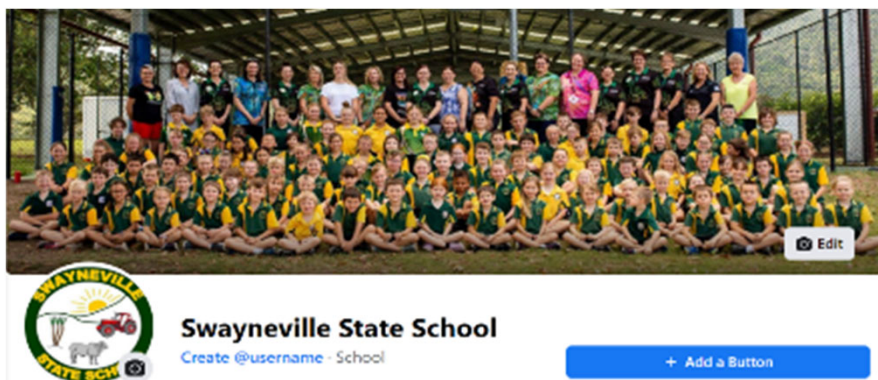 Edit
SWAYNEVILLE
STATE SCH
Swayneville State School
Create @username · School
+ Add a Button